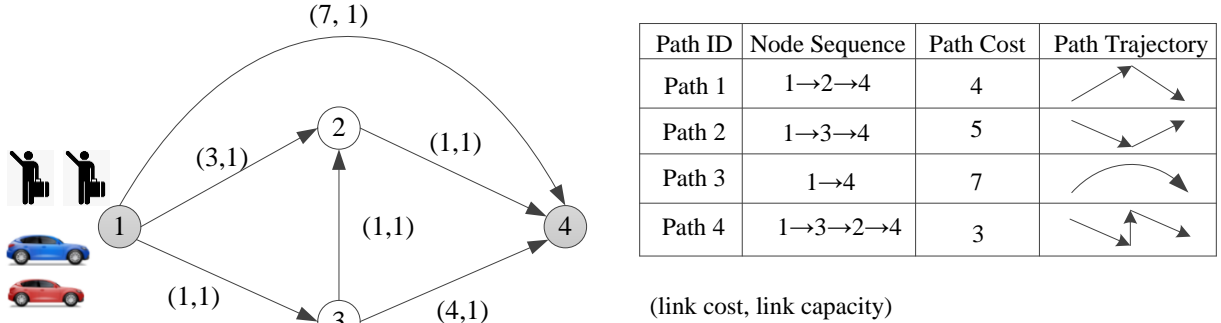 (7, 1)
2
(3,1)
(1,1)
1
(1,1)
4
(1,1)
(4,1)
3
Path ID Node Sequence Path Cost Path Trajectory
Path 1 1→2→4 4
Path 2 1→3→4 5
Path 3 1→4 7
Path 4 1→3→2→4 3
(link cost, link capacity)